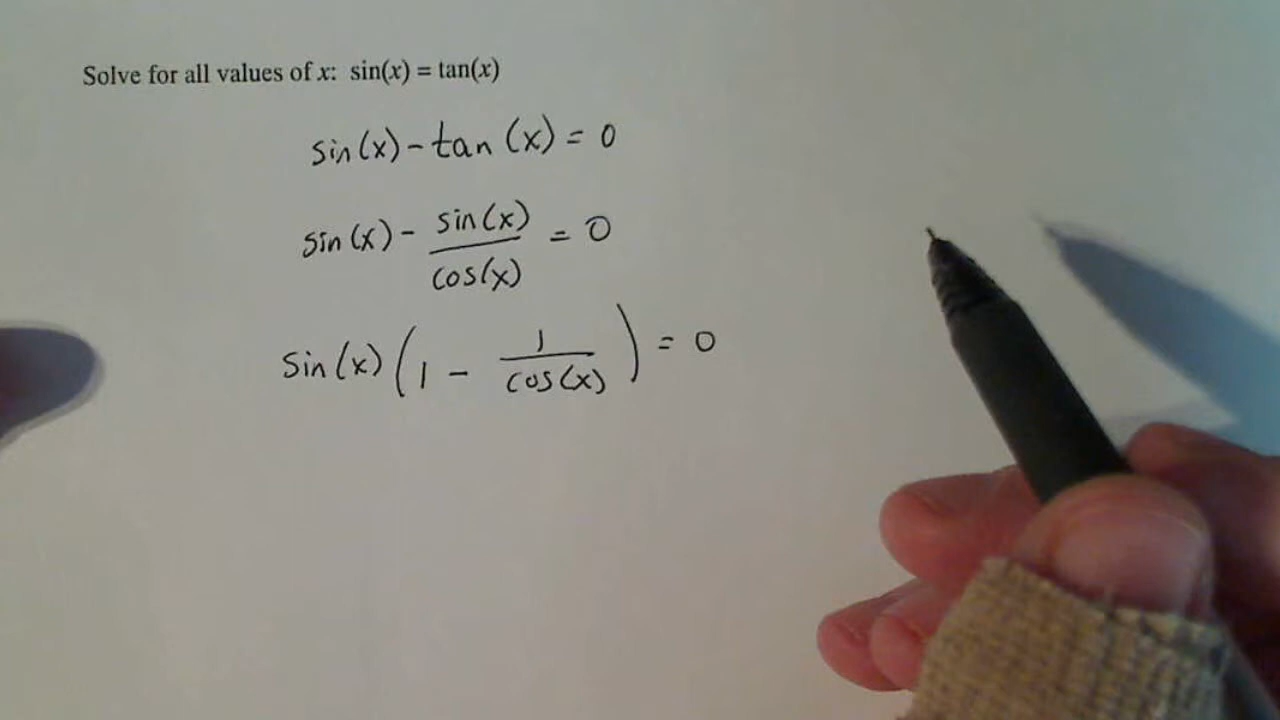 Solve for all values of x: sin(x) = tan(x)
sin(x) - tan(x) = 0
sin(x) - sin(x)/cos(x) = 0
sin(x)(1 - 1/cos(x)) = 0